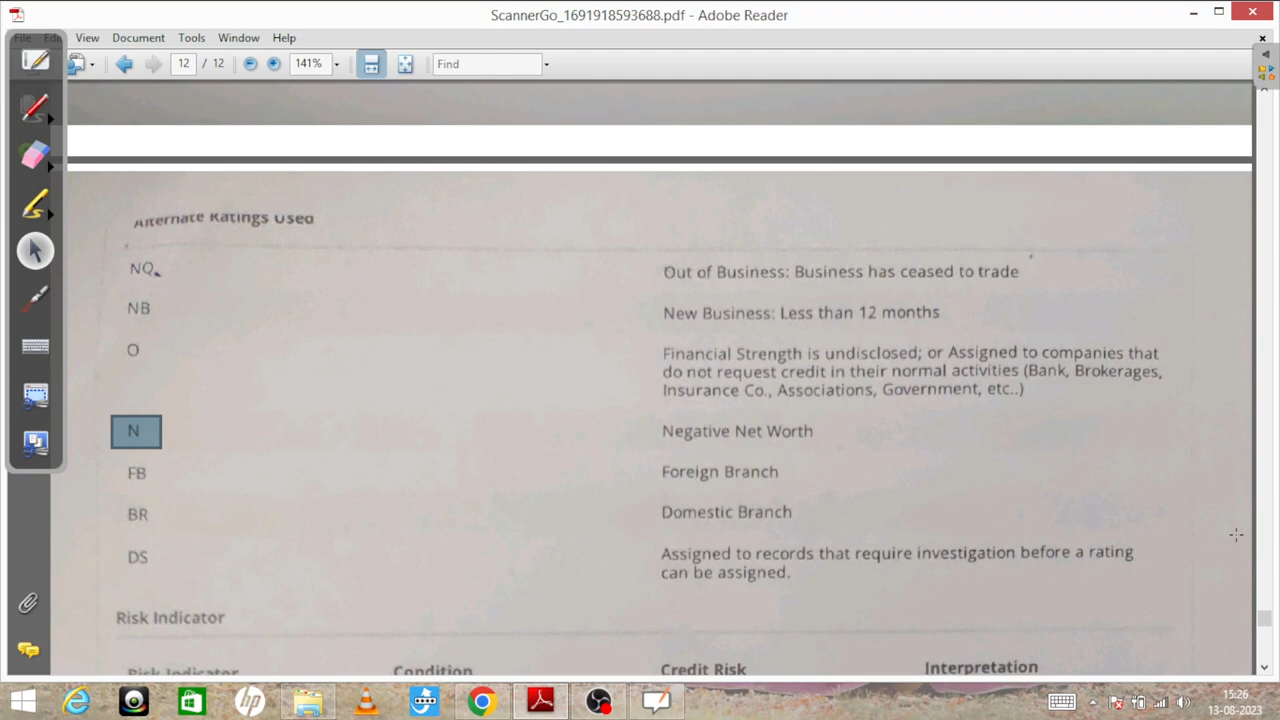 ScannerGo_1691918593688.pdf - Adobe Reader
File Edit View Document Tools Window Help
12 / 12 141% Find
Alternate Ratings Used
NQ Out of Business: Business has ceased to trade
NB New Business: Less than 12 months
O Financial Strength is undisclosed; or Assigned to companies that
do not request credit in their normal activities (Bank, Brokerages,
Insurance Co., Associations, Government, etc..)
N Negative Net Worth
FB Foreign Branch
BR Domestic Branch
DS Assigned to records that require investigation before a rating
can be assigned.
Risk Indicator
Risk Indicator Condition Credit Risk Interpretation
15:26
13-08-2023